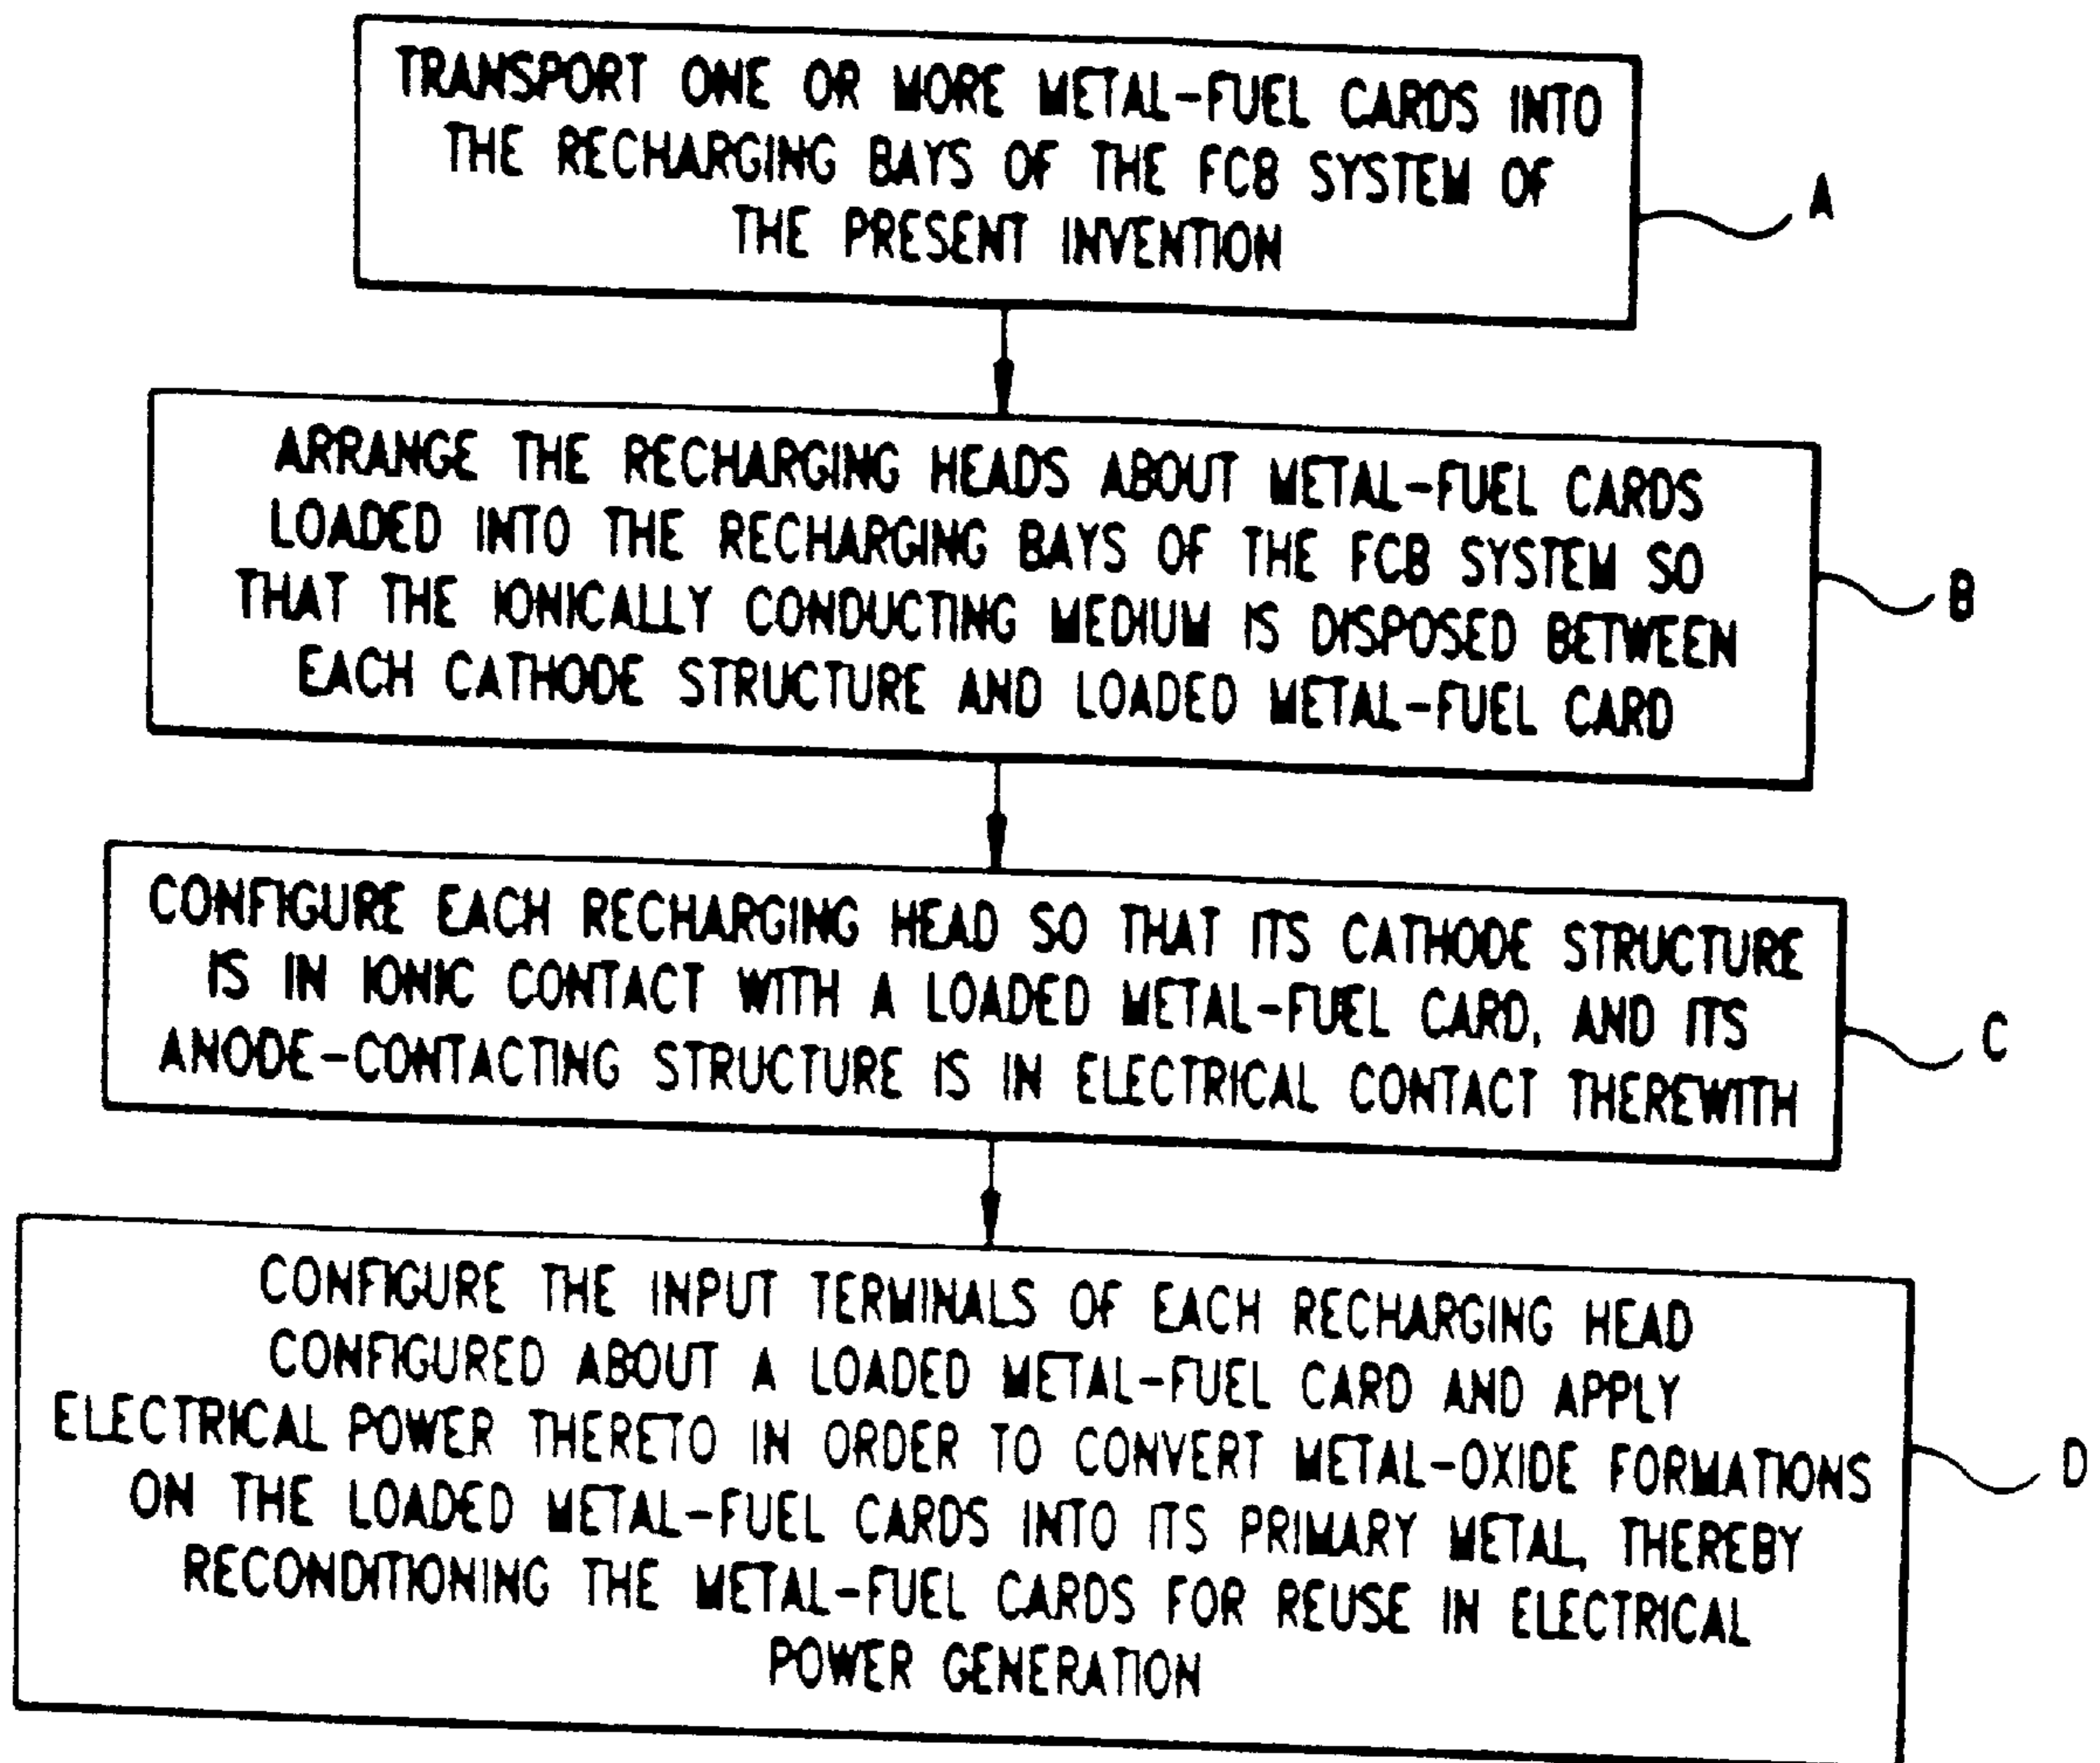 TRANSPORT ONE OR MORE METAL-FUEL CARDS INTO
THE RECHARGING BAYS OF THE FCB SYSTEM OF
THE PRESENT INVENTION
A
ARRANGE THE RECHARGING HEADS ABOUT METAL-FUEL CARDS
LOADED INTO THE RECHARGING BAYS OF THE FCB SYSTEM SO
THAT THE IONICALLY CONDUCTING MEDIUM IS DISPOSED BETWEEN
EACH CATHODE STRUCTURE AND LOADED METAL-FUEL CARD
B
CONFIGURE EACH RECHARGING HEAD SO THAT ITS CATHODE STRUCTURE
IS IN IONIC CONTACT WITH A LOADED METAL-FUEL CARD, AND ITS
ANODE-CONTACTING STRUCTURE IS IN ELECTRICAL CONTACT THEREWITH
C
CONFIGURE THE INPUT TERMINALS OF EACH RECHARGING HEAD
CONFIGURED ABOUT A LOADED METAL-FUEL CARD AND APPLY
ELECTRICAL POWER THERETO IN ORDER TO CONVERT METAL-OXIDE FORMATIONS
ON THE LOADED METAL-FUEL CARDS INTO ITS PRIMARY METAL, THEREBY
RECONDITIONING THE METAL-FUEL CARDS FOR REUSE IN ELECTRICAL
POWER GENERATION
D